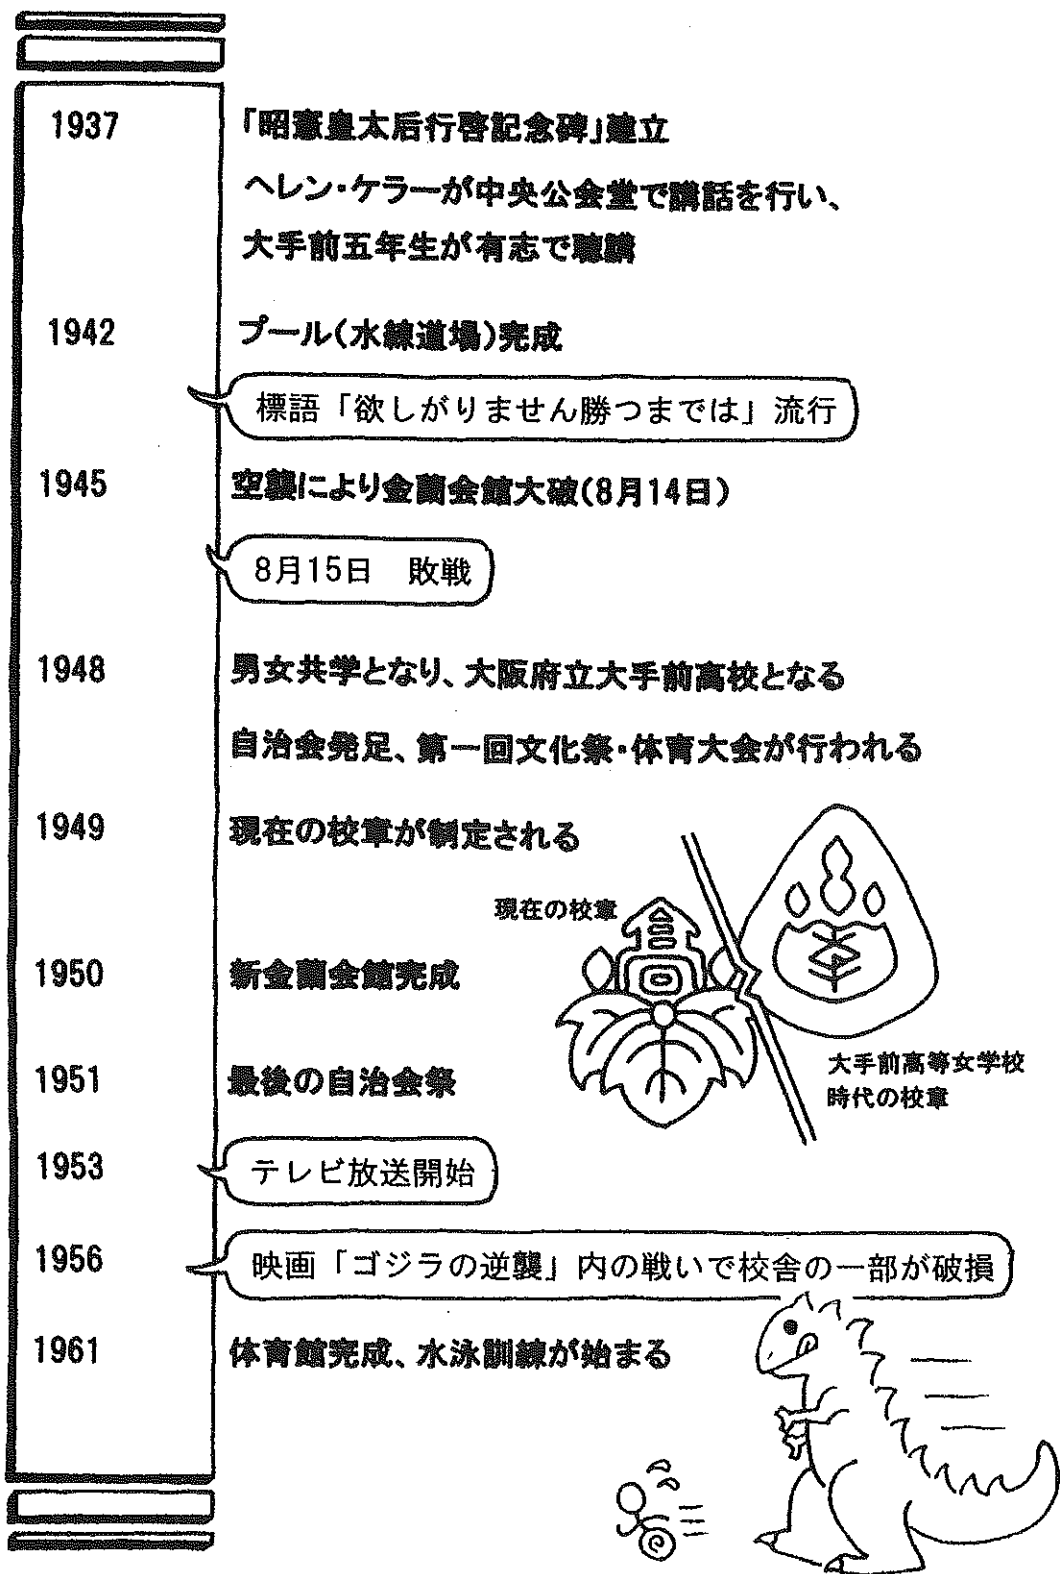 1937
「昭憲皇太后行啓記念碑」建立
ヘレン・ケラーが中央公会堂で講話を行い、
大手前五年生が有志で聴講
1942
プール(水練道場)完成
標語「欲しがりません勝つまでは」流行
1945
空襲により金蘭会館大破(8月14日)
8月15日　敗戦
1948
男女共学となり、大阪府立大手前高校となる
自治会発足、第一回文化祭・体育大会が行われる
1949
現在の校章が制定される
現在の校章
1950
新金蘭会館完成
大手前高等女学校
時代の校章
1951
最後の自治会祭
1953
テレビ放送開始
1956
映画「ゴジラの逆襲」内の戦いで校舎の一部が破損
1961
体育館完成、水泳訓練が始まる